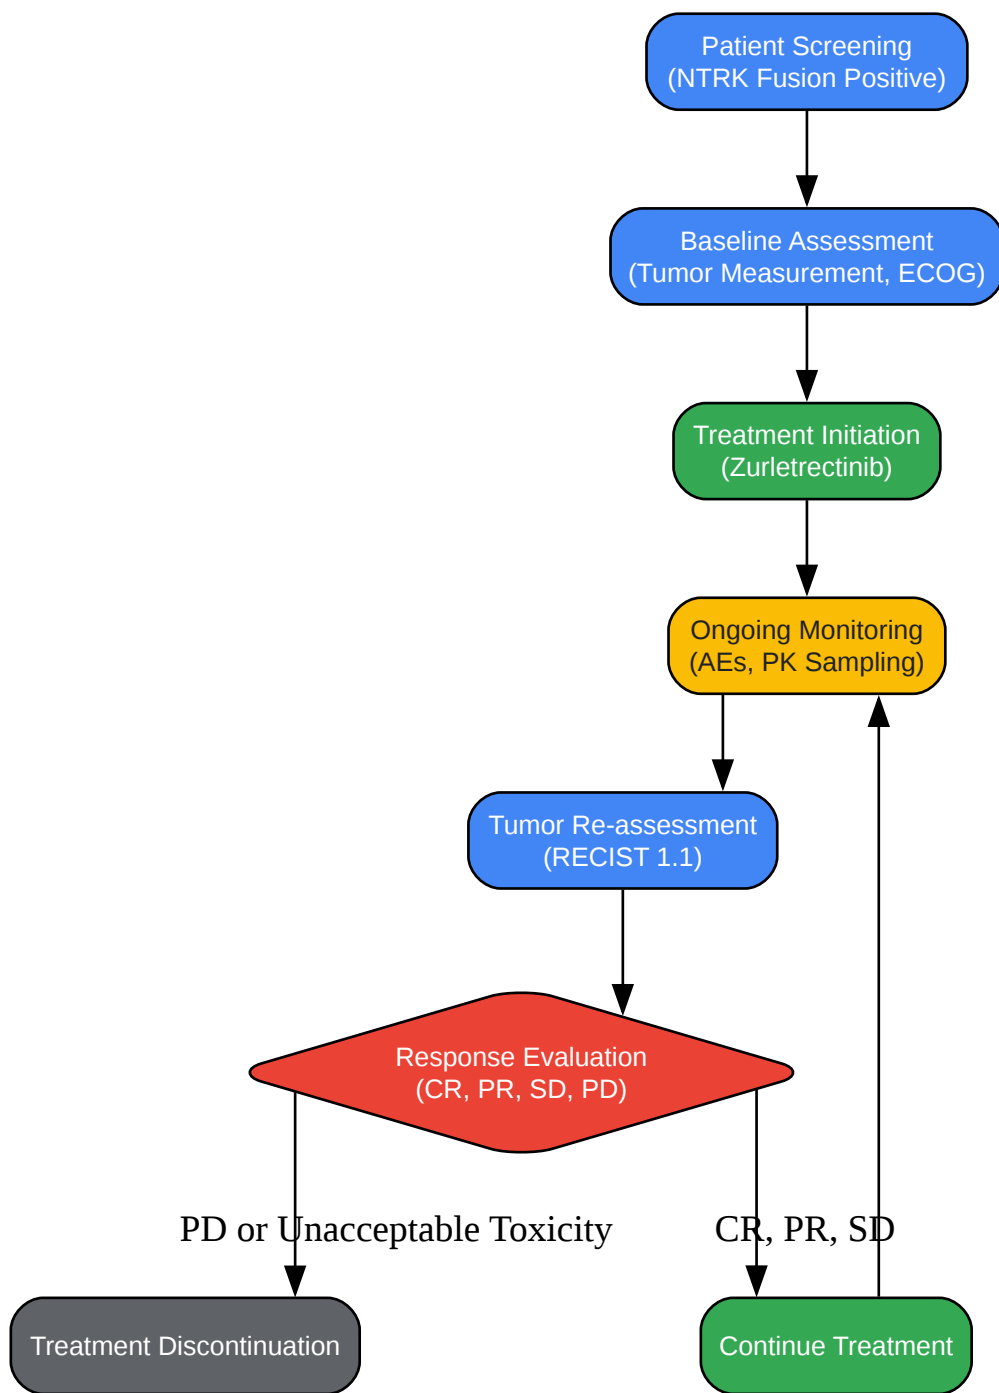 Patient Screening
(NTRK Fusion Positive)
Baseline Assessment
(Tumor Measurement, ECOG)
Treatment Initiation
(Zurletrectinib)
Ongoing Monitoring
(AEs, PK Sampling)
Tumor Re-assessment
(RECIST 1.1)
Response Evaluation
(CR, PR, SD, PD)
PD or Unacceptable Toxicity
CR, PR, SD
Treatment Discontinuation
Continue Treatment